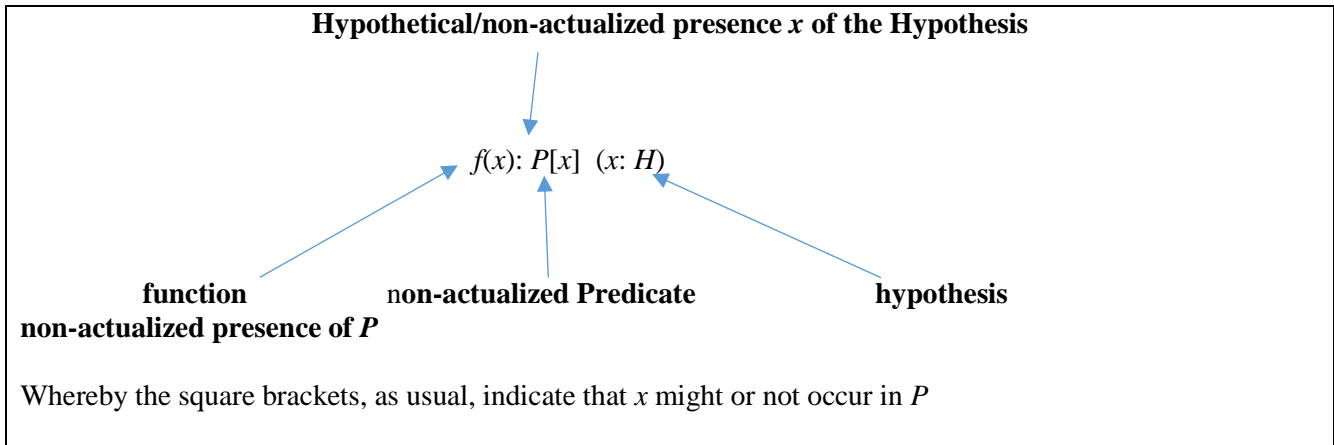 Hypothetical/non-actualized presence x of the Hypothesis
f(x): P[x] (x: H)
function non-actualized Predicate hypothesis
non-actualized presence of P
Whereby the square brackets, as usual, indicate that x might or not occur in P